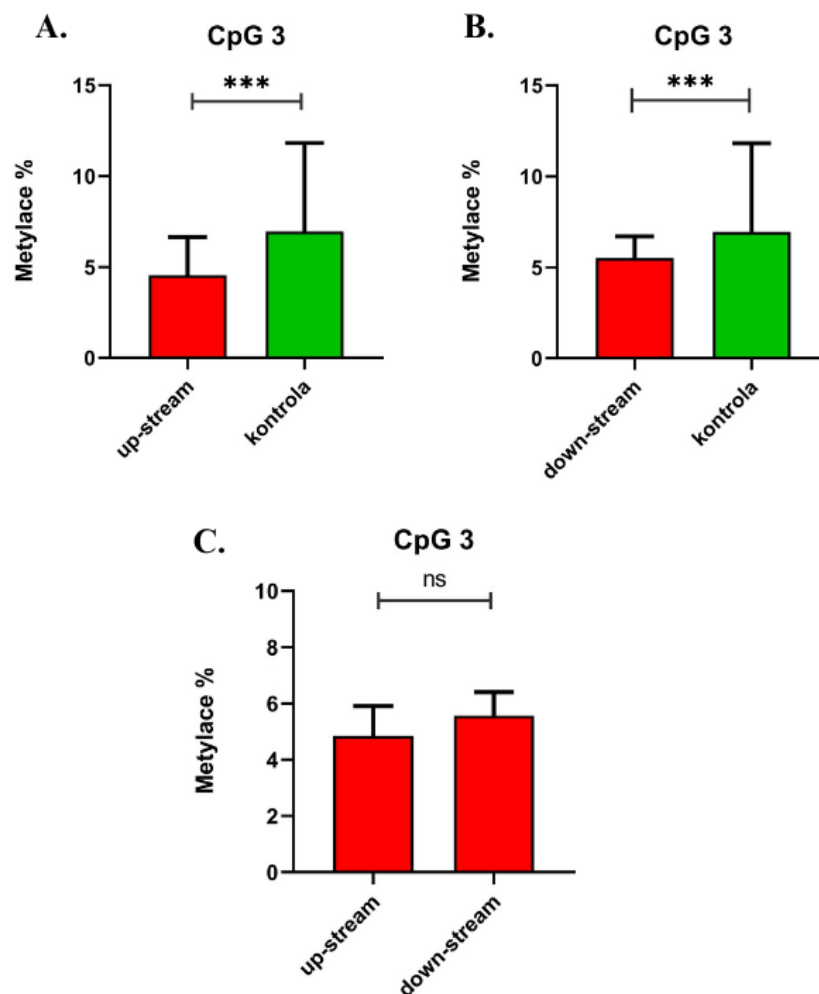 A.
CpG 3
***
Metylace %
15
10
5
0
up-stream
kontrola
B.
CpG 3
***
Metylace %
15
10
5
0
down-stream
kontrola
C.
CpG 3
ns
Metylace %
10
8
6
4
2
0
up-stream
down-stream